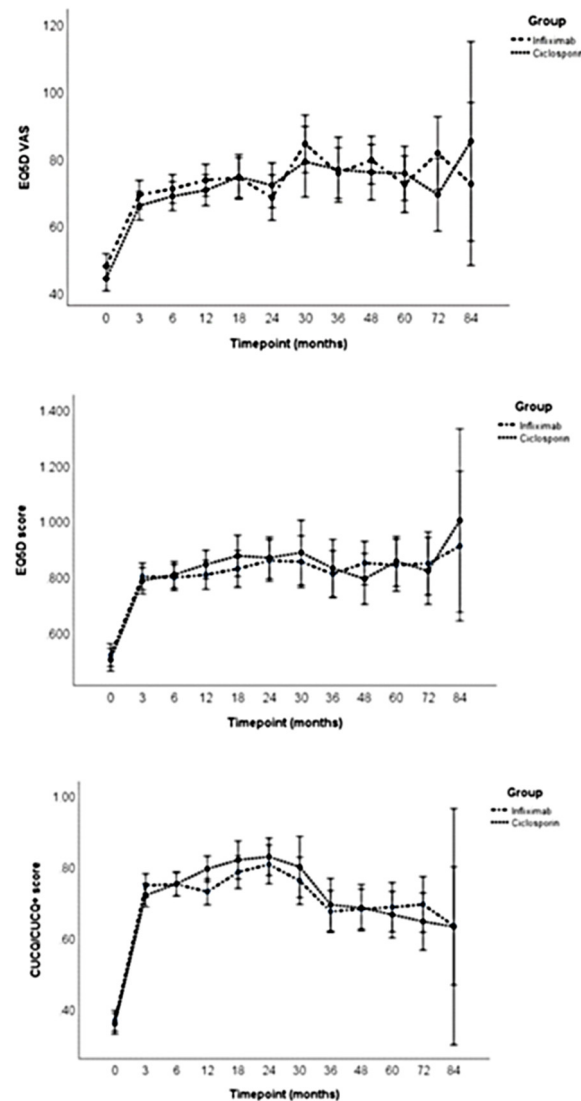 Group
Infliximab
Ciclosporin
120
100
80
60
40
EQ5D VAS
0 3 6 12 18 24 30 36 48 60 72 84
Timepoint (months)
Group
Infliximab
Ciclosporin
1.400
1.200
1.000
.800
.600
EQ5D score
0 3 6 12 18 24 30 36 48 60 72 84
Timepoint (months)
Group
Infliximab
Ciclosporin
1 00
80
60
40
CUCQ/CUCQ+ score
0 3 6 12 18 24 30 36 48 60 72 84
Timepoint (months)